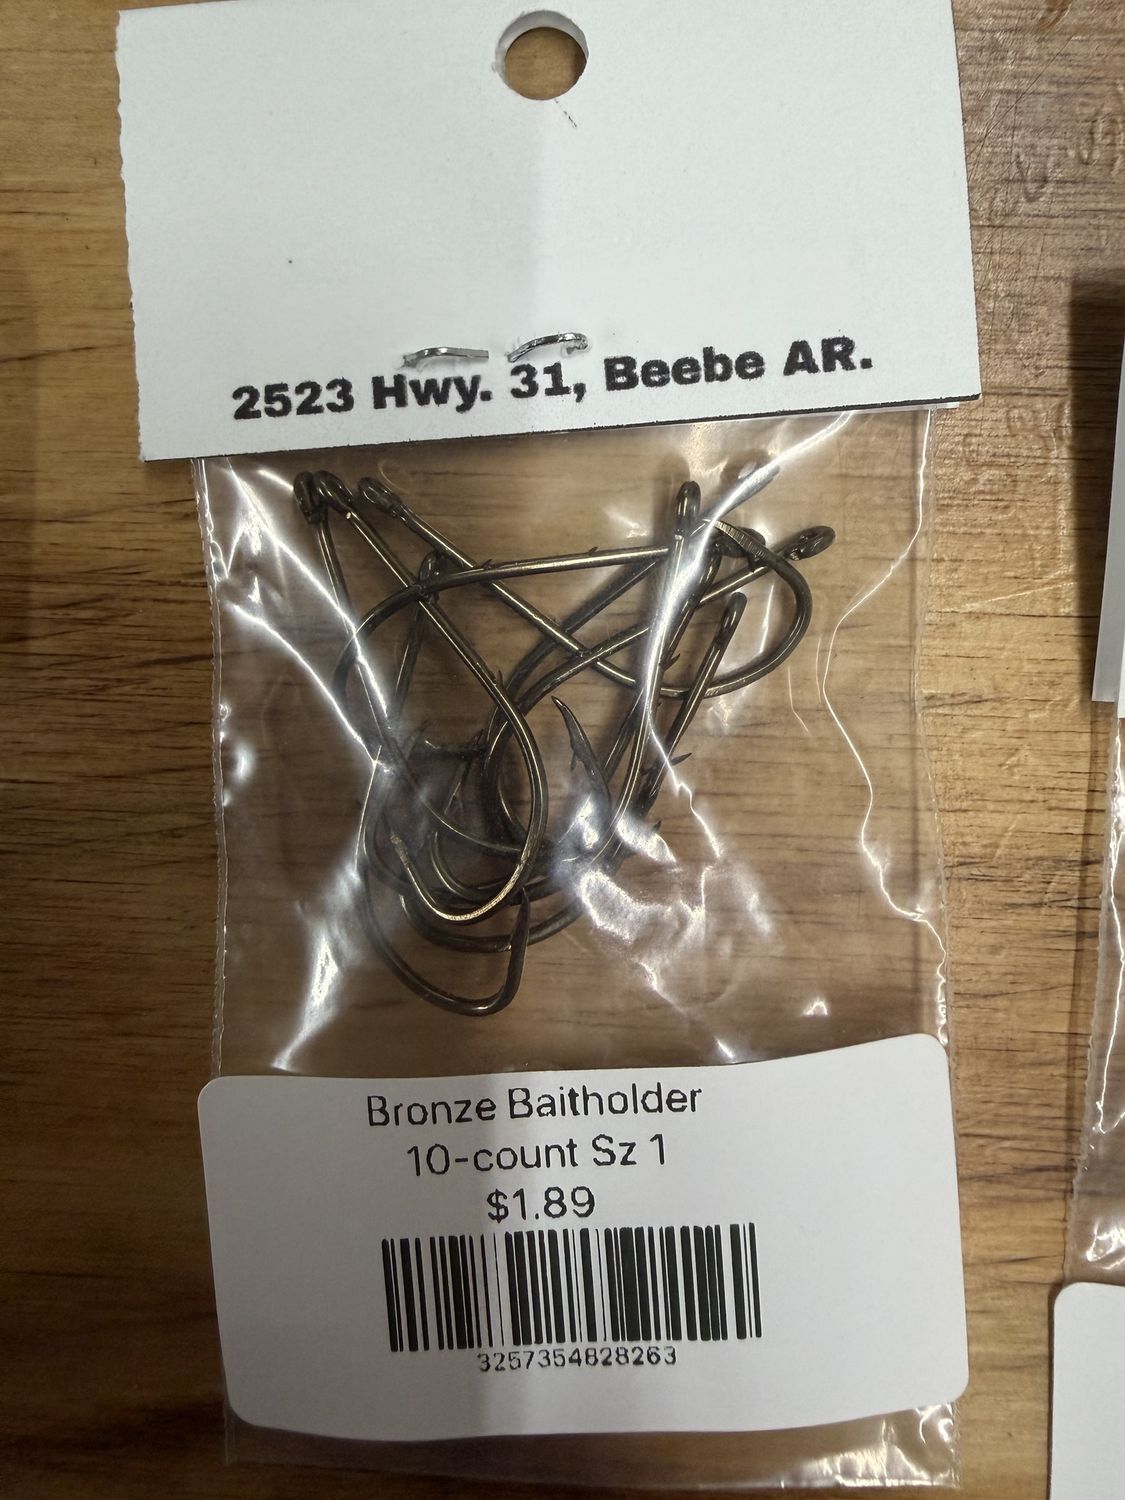 2523 Hwy. 31, Beebe AR.
Bronze Baitholder
10-count Sz 1
$1.89
3257354828263